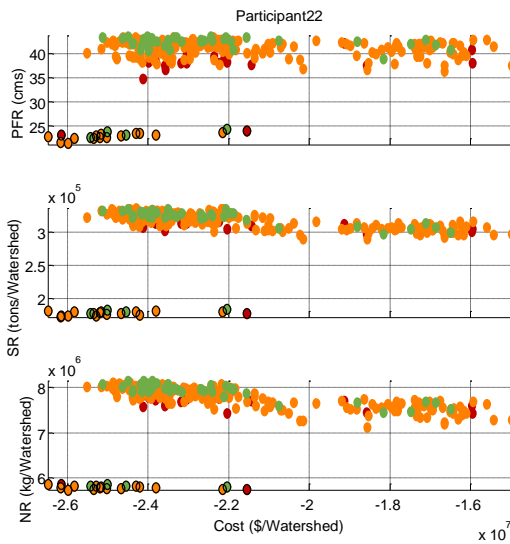 Participant22
40
35
30
25
PFR (cms)
x 10^5
3
2.5
2
SR (tons/Watershed)
x 10^6
8
7
6
NR (kg/Watershed)
-2.6 -2.4 -2.2 -2 -1.8 -1.6
Cost ($/Watershed)
x 10^7